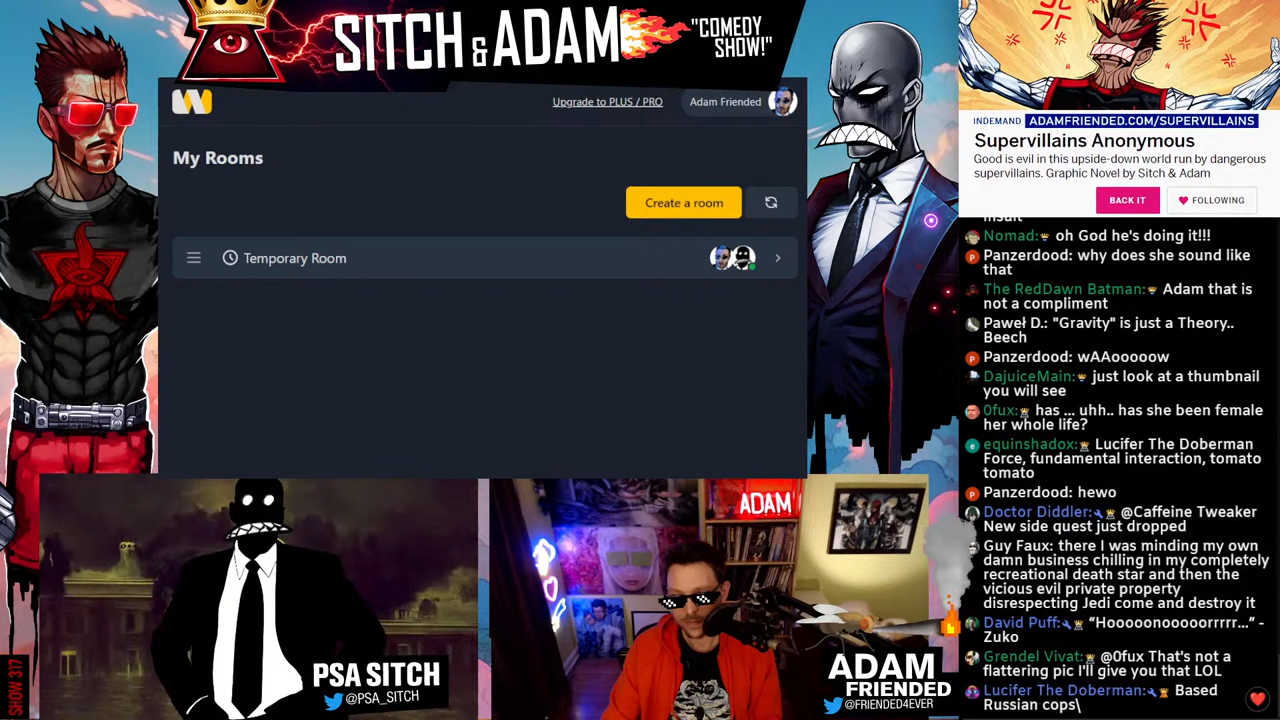 SITCH & ADAM
"COMEDY
SHOW!"
Upgrade to PLUS / PRO
Adam Friended
My Rooms
Create a room
Temporary Room
INDEMAND ADAMFRIENDED.COM/SUPERVILLAINS
Supervillains Anonymous
Good is evil in this upside-down world run by dangerous
supervillains. Graphic Novel by Sitch & Adam
BACK IT
FOLLOWING
insult
Nomad: oh God he's doing it!!!
Panzerdood: why does she sound like
that
The RedDawn Batman: Adam that is
not a compliment
Paweł D.: "Gravity" is just a Theory..
Beech
Panzerdood: wAAooooow
DajuiceMain: just look at a thumbnail
you will see
0fux: has ... uhh.. has she been female
her whole life?
equinshadox: Lucifer The Doberman
Force, fundamental interaction, tomato
tomato
Panzerdood: hewo
Doctor Diddler: @Caffeine Tweaker
New side quest just dropped
Guy Faux: there I was minding my own
damn business chilling in my completely
recreational death star and then the
vicious evil private property
disrespecting Jedi come and destroy it
David Puff: “Hooooonooooorrrrr...” -
Zuko
Grendel Vivat: @0fux That's not a
flattering pic I'll give you that LOL
Lucifer The Doberman: Based
Russian cops\
ADAM
PSA SITCH
@PSA_SITCH
ADAM
FRIENDED
@FRIENDED4EVER
SHOW 317